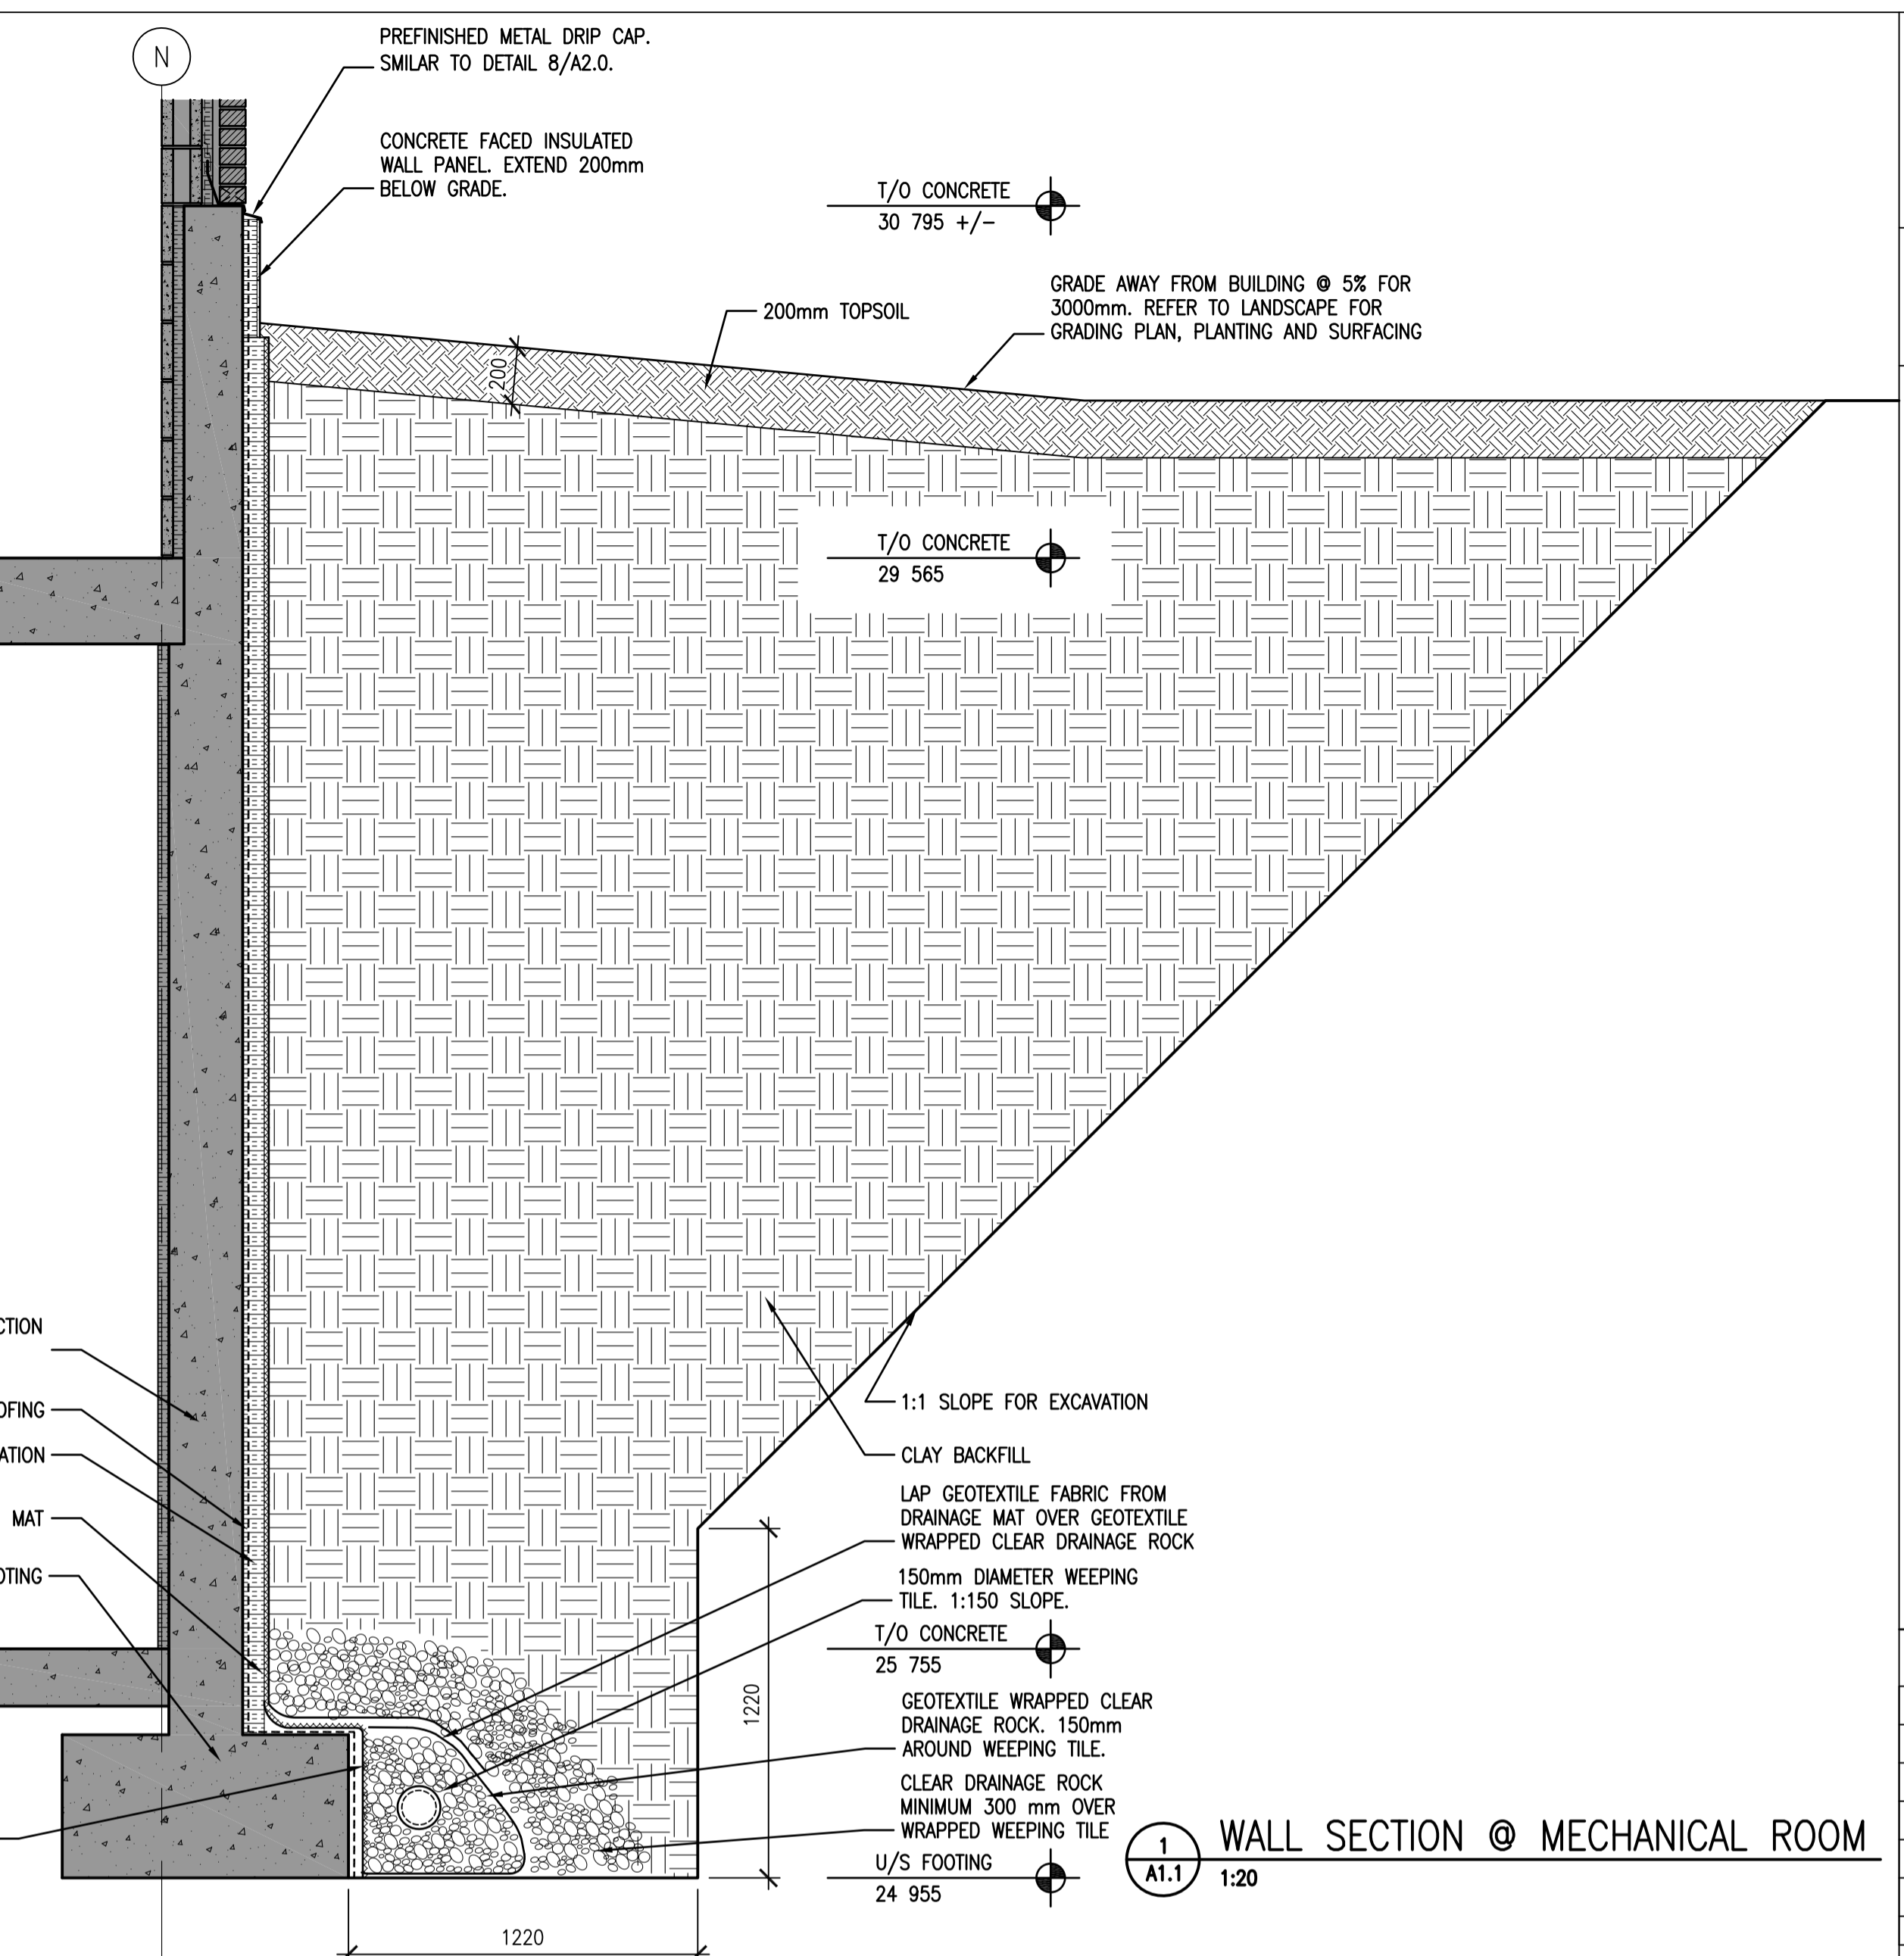 N
PREFINISHED METAL DRIP CAP.
SMILAR TO DETAIL 8/A2.0.
CONCRETE FACED INSULATED
WALL PANEL. EXTEND 200mm
BELOW GRADE.
T/O CONCRETE
30 795 +/-
GRADE AWAY FROM BUILDING @ 5% FOR
3000mm. REFER TO LANDSCAPE FOR
GRADING PLAN, PLANTING AND SURFACING
200mm TOPSOIL
200
T/O CONCRETE
29 565
CTION
OFING
ATION
MAT
OTING
1:1 SLOPE FOR EXCAVATION
CLAY BACKFILL
LAP GEOTEXTILE FABRIC FROM
DRAINAGE MAT OVER GEOTEXTILE
WRAPPED CLEAR DRAINAGE ROCK
150mm DIAMETER WEEPING
TILE. 1:150 SLOPE.
T/O CONCRETE
25 755
GEOTEXTILE WRAPPED CLEAR
DRAINAGE ROCK. 150mm
AROUND WEEPING TILE.
CLEAR DRAINAGE ROCK
MINIMUM 300 mm OVER
WRAPPED WEEPING TILE
U/S FOOTING
24 955
1220
1220
1
A1.1
WALL SECTION @ MECHANICAL ROOM
1:20